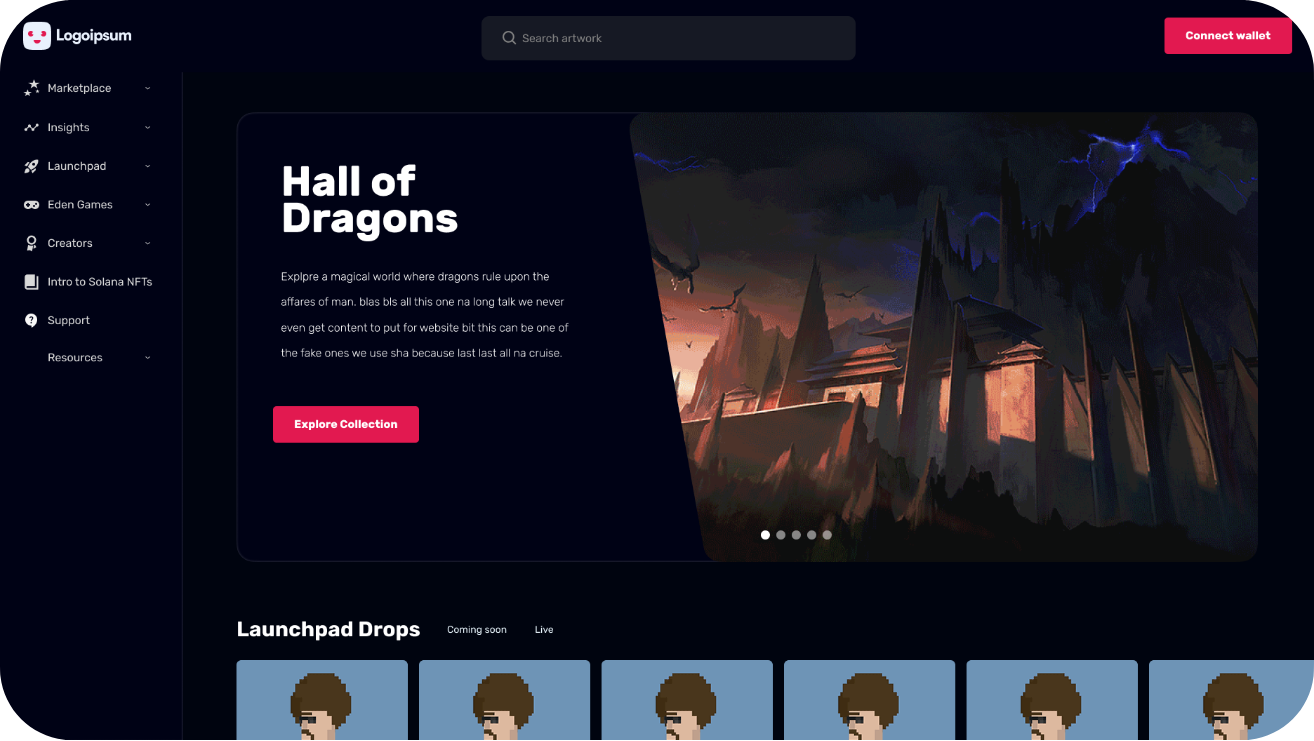 Logoipsum
Search artwork
Connect wallet
Marketplace
Insights
Launchpad
Eden Games
Creators
Intro to Solana NFTs
Support
Resources
Hall of
Dragons
Explpre a magical world where dragons rule upon the
affares of man. blas bls all this one na long talk we never
even get content to put for website bit this can be one of
the fake ones we use sha because last last all na cruise.
Explore Collection
Launchpad Drops
Coming soon
Live